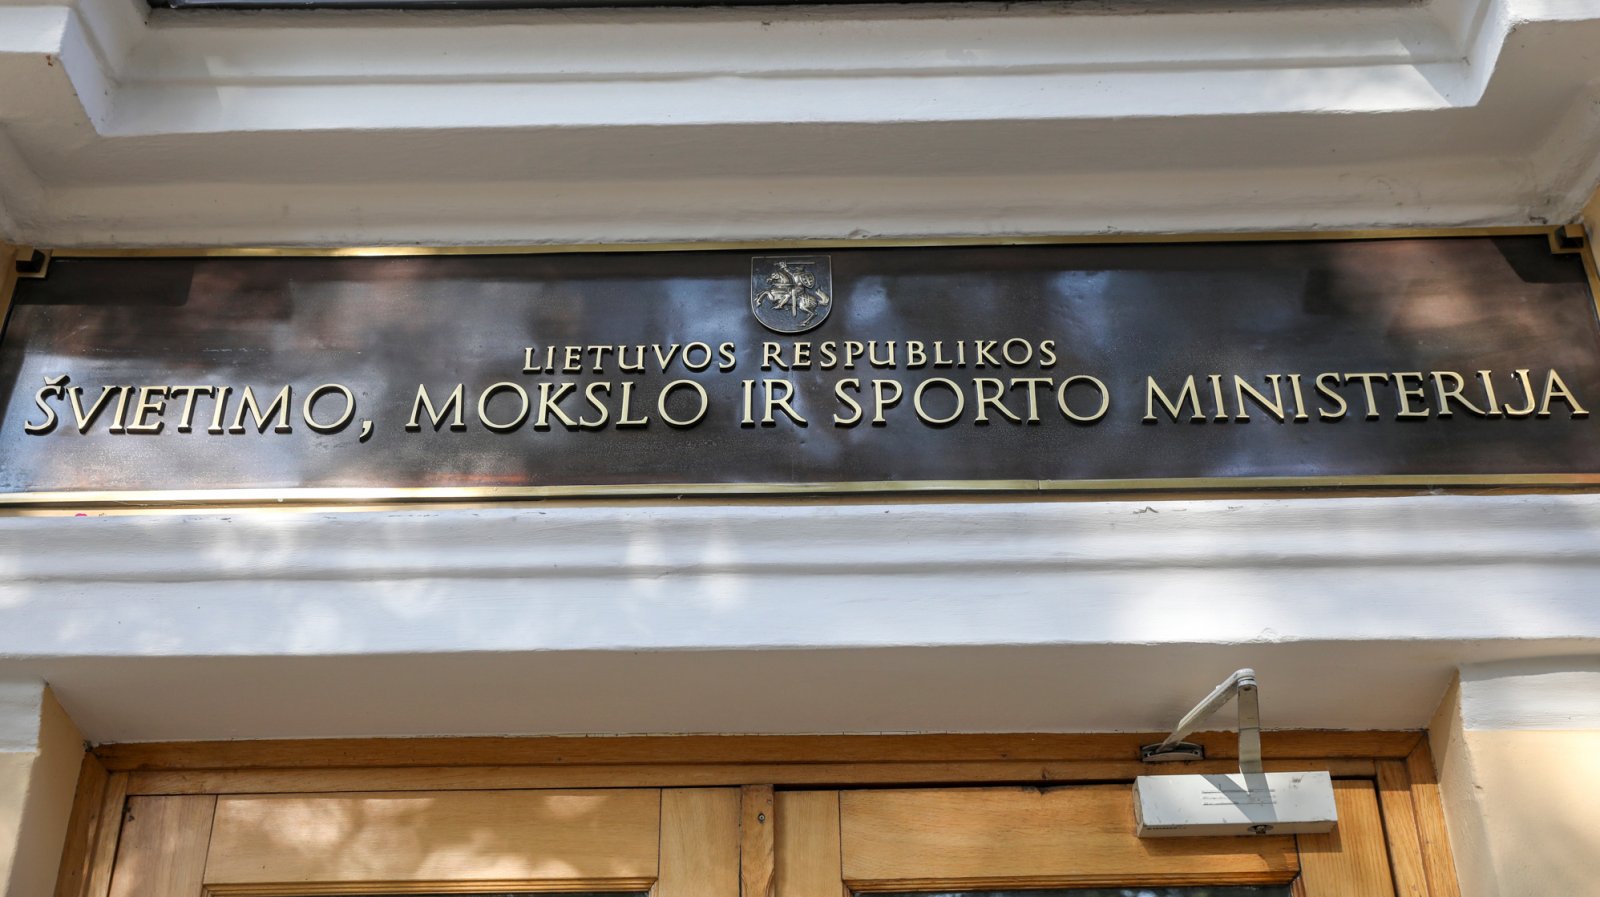 LIETUVOS RESPUBLIKOS
ŠVIETIMO, MOKSLO IR SPORTO MINISTERIJA